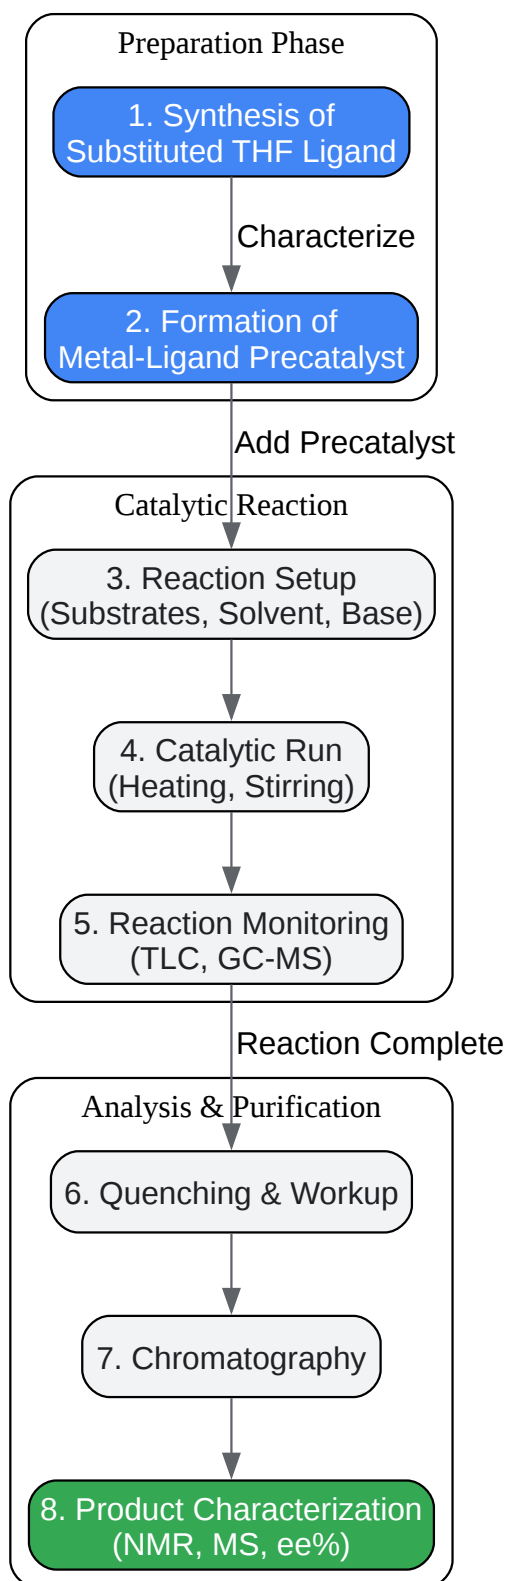 Preparation Phase
1. Synthesis of
Substituted THF Ligand
Characterize
2. Formation of
Metal-Ligand Precatalyst
Add Precatalyst
Catalytic Reaction
3. Reaction Setup
(Substrates, Solvent, Base)
4. Catalytic Run
(Heating, Stirring)
5. Reaction Monitoring
(TLC, GC-MS)
Reaction Complete
Analysis & Purification
6. Quenching & Workup
7. Chromatography
8. Product Characterization
(NMR, MS, ee%)